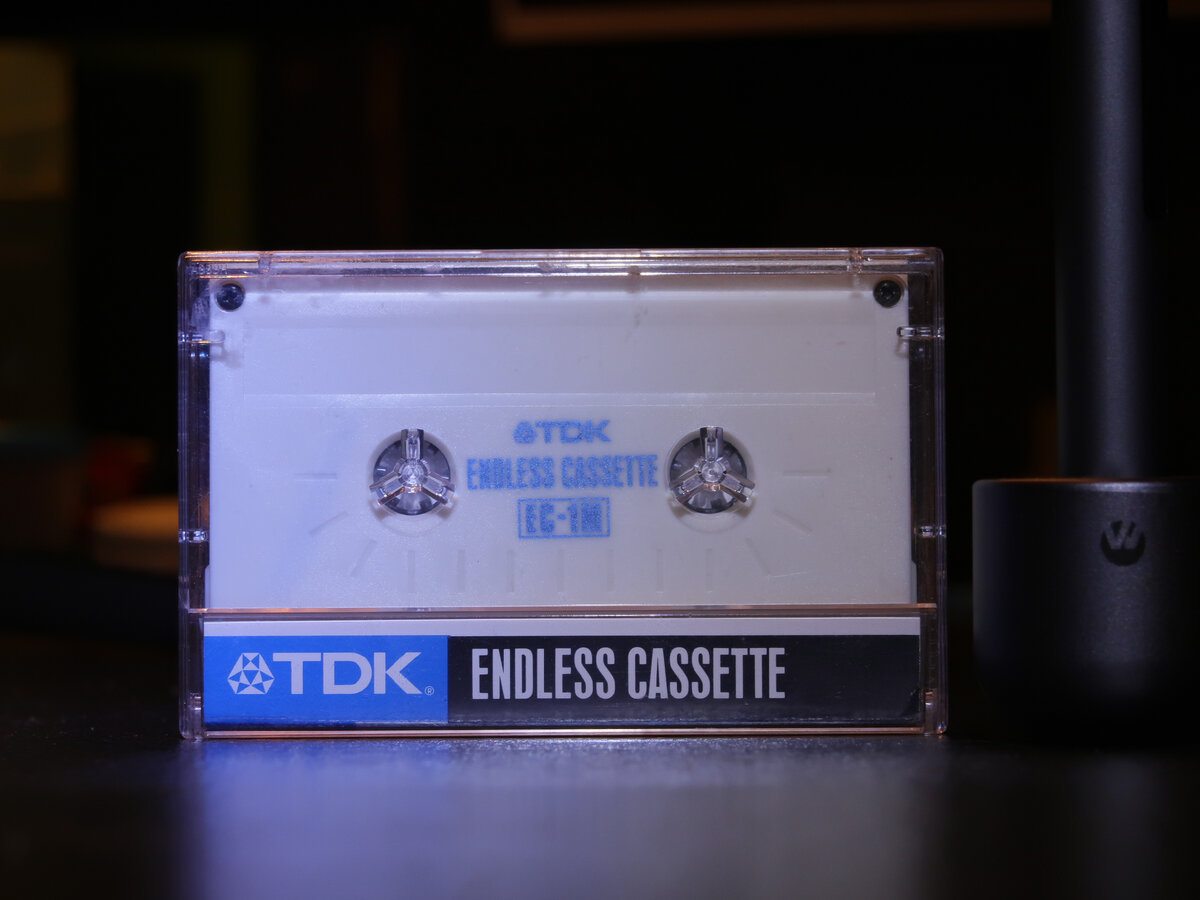 TDK
ENDLESS CASSETTE
EC-1M
TDK®
ENDLESS CASSETTE
W